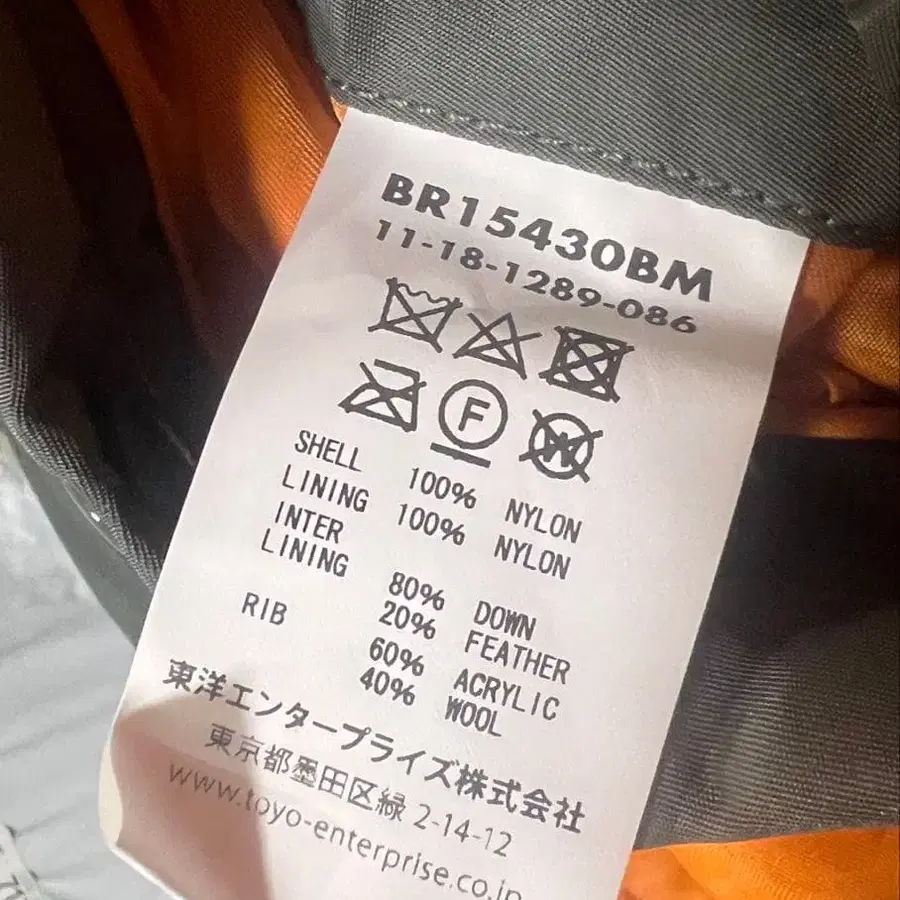 BR15430BM
11-18-1289-086
F
W
SHELL 100% NYLON
LINING 100% NYLON
INTER
LINING 80% DOWN
20% FEATHER
RIB 60% ACRYLIC
40% WOOL
東洋エンタープライズ株式会社
東京都墨田区緑 2-14-12
www.toyo-enterprise.co.jp